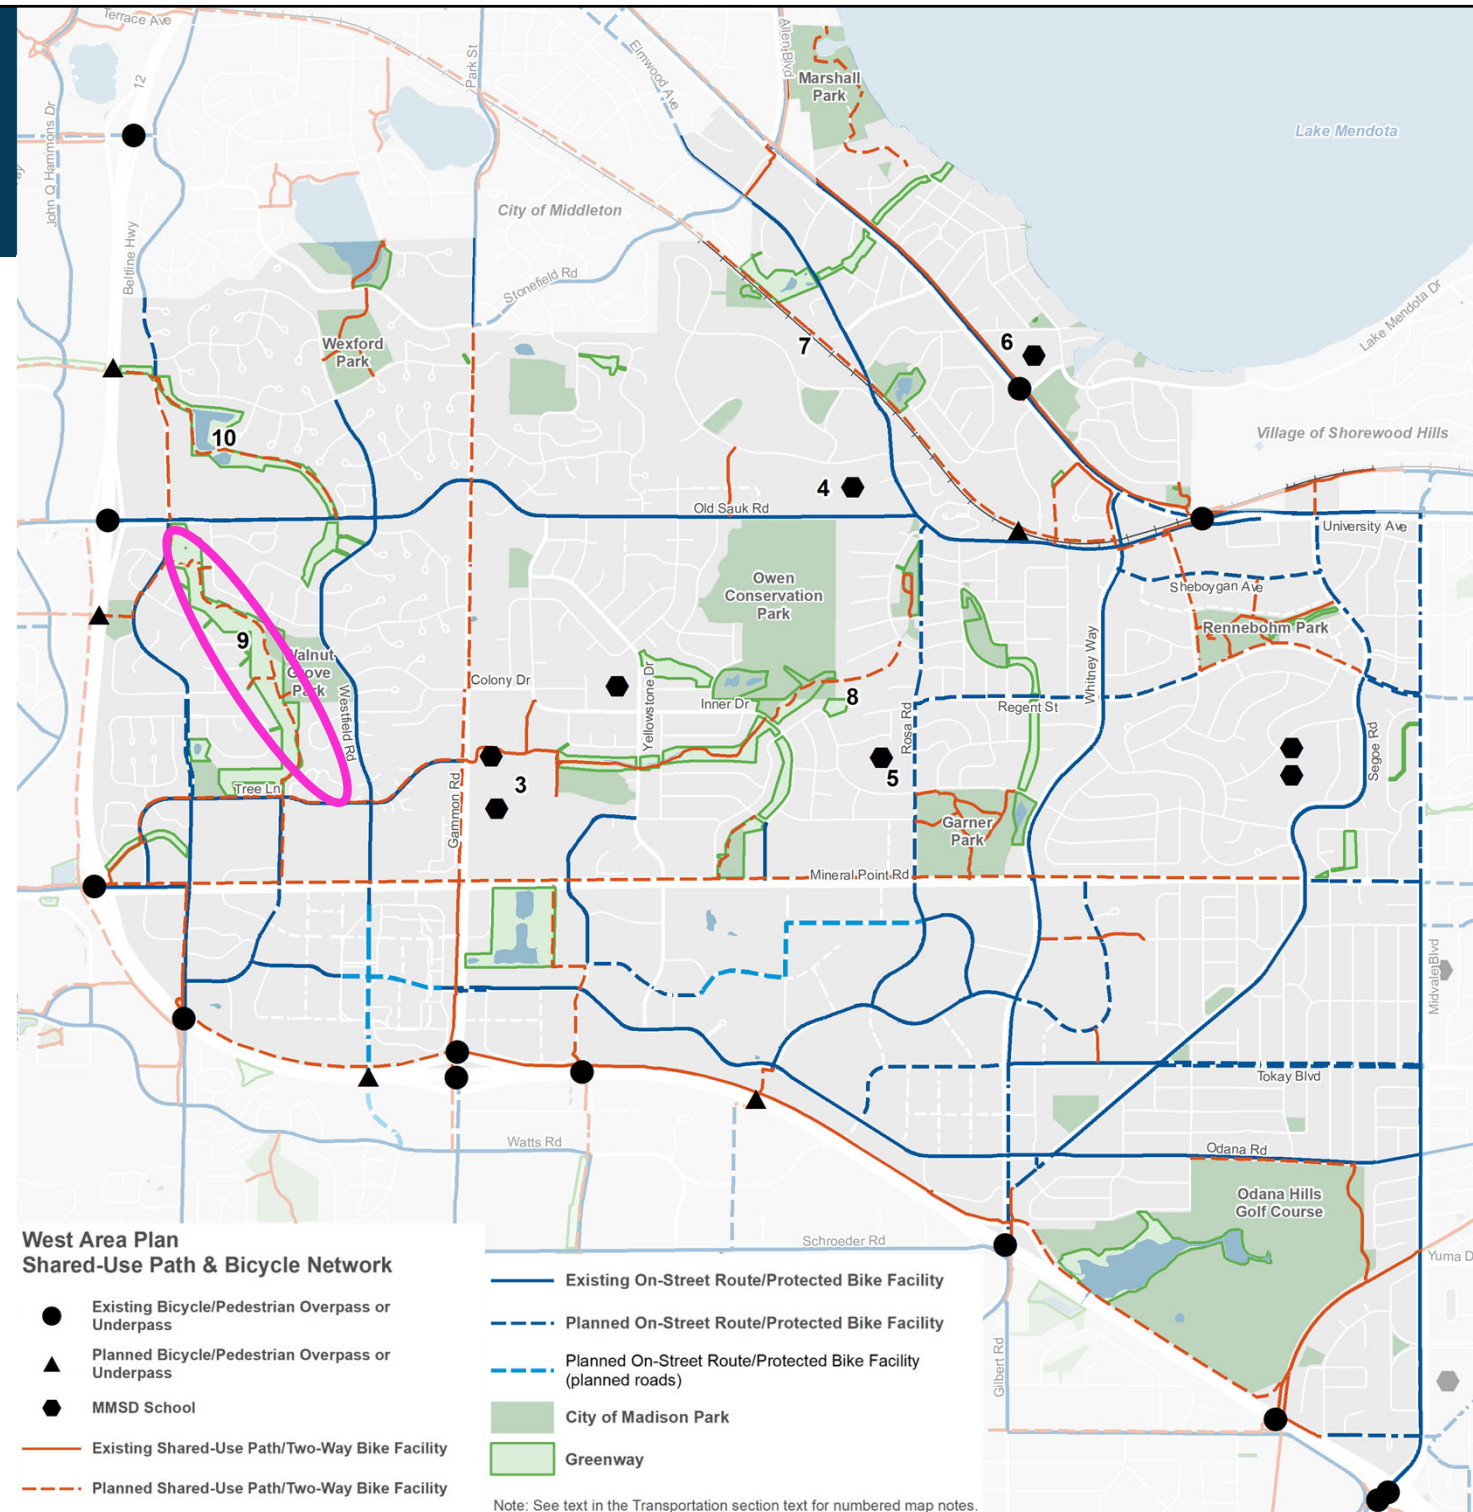 Terrace Ave
12
John Q Hammons Dr
Beltline Hwy
Park St
Elmwood Ave
Allen Blvd
Marshall
Park
Lake Mendota
City of Middleton
Stonefield Rd
Lake Mendota Dr
Wexford
Park
7
6
10
Village of Shorewood Hills
4
Old Sauk Rd
University Ave
Owen
Conservation
Park
Sheboygan Ave
Rennebohm Park
9
Walnut
Grove
Park
Westfield Rd
Colony Dr
Yellowstone Dr
Inner Dr
8
Rosa Rd
Regent St
Whitney Way
Segoe Rd
Tree Ln
Gammon Rd
3
5
Garner
Park
Mineral Point Rd
Midvale Blvd
Tokay Blvd
Watts Rd
Odana Rd
Odana Hills
Golf Course
Schroeder Rd
Yuma D
Gilbert Rd
West Area Plan
Shared-Use Path & Bicycle Network
Existing Bicycle/Pedestrian Overpass or
Underpass
Planned Bicycle/Pedestrian Overpass or
Underpass
MMSD School
Existing Shared-Use Path/Two-Way Bike Facility
Planned Shared-Use Path/Two-Way Bike Facility
Existing On-Street Route/Protected Bike Facility
Planned On-Street Route/Protected Bike Facility
Planned On-Street Route/Protected Bike Facility
(planned roads)
City of Madison Park
Greenway
Note: See text in the Transportation section text for numbered map notes.